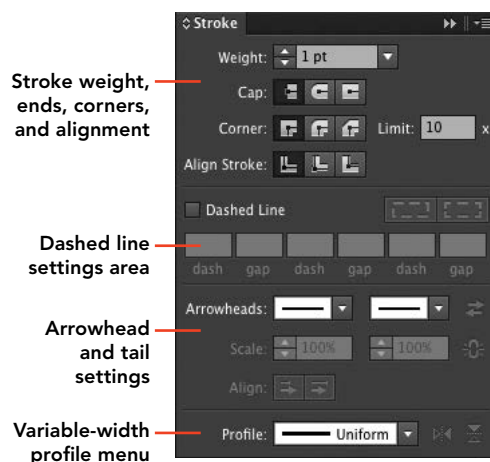 Stroke
Weight: 1 pt
Stroke weight,
ends, corners,
and alignment
Cap:
Corner: Limit: 10 x
Align Stroke:
Dashed Line
Dashed line
settings area
dash gap dash gap dash gap
Arrowheads:
Arrowhead
and tail
settings
Scale: 100% 100%
Align:
Variable-width
profile menu
Profile: Uniform